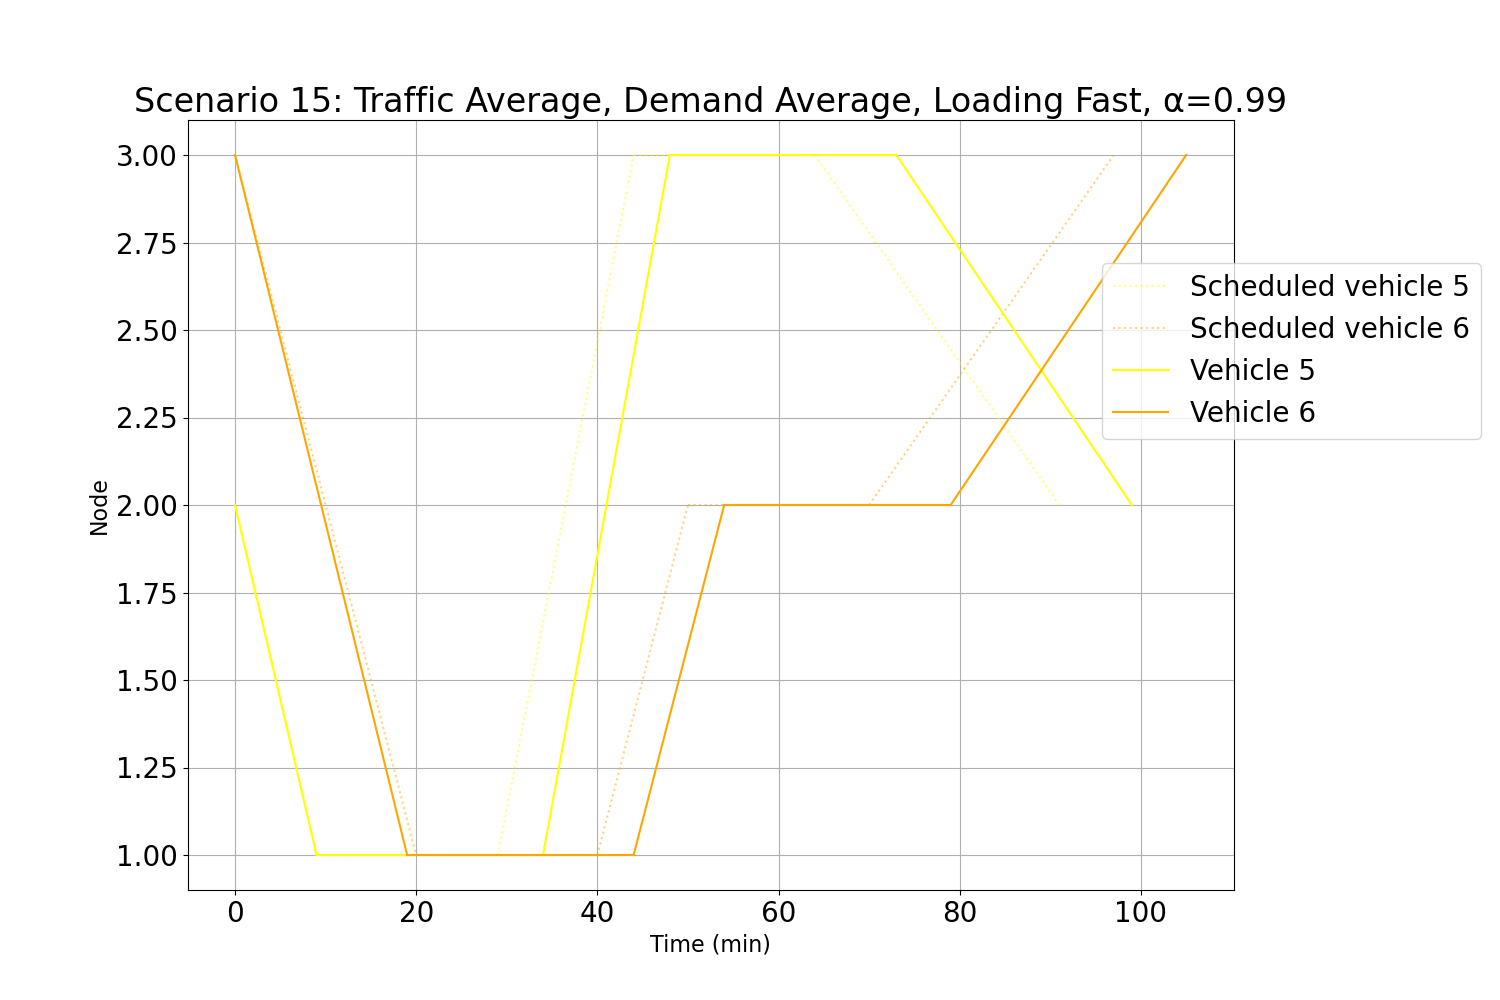 Scenario 15: Traffic Average, Demand Average, Loading Fast, α=0.99
3.00
2.75
2.50
2.25
2.00
1.75
1.50
1.25
1.00
Node
0 20 40 60 80 100
Time (min)
Scheduled vehicle 5
Scheduled vehicle 6
Vehicle 5
Vehicle 6